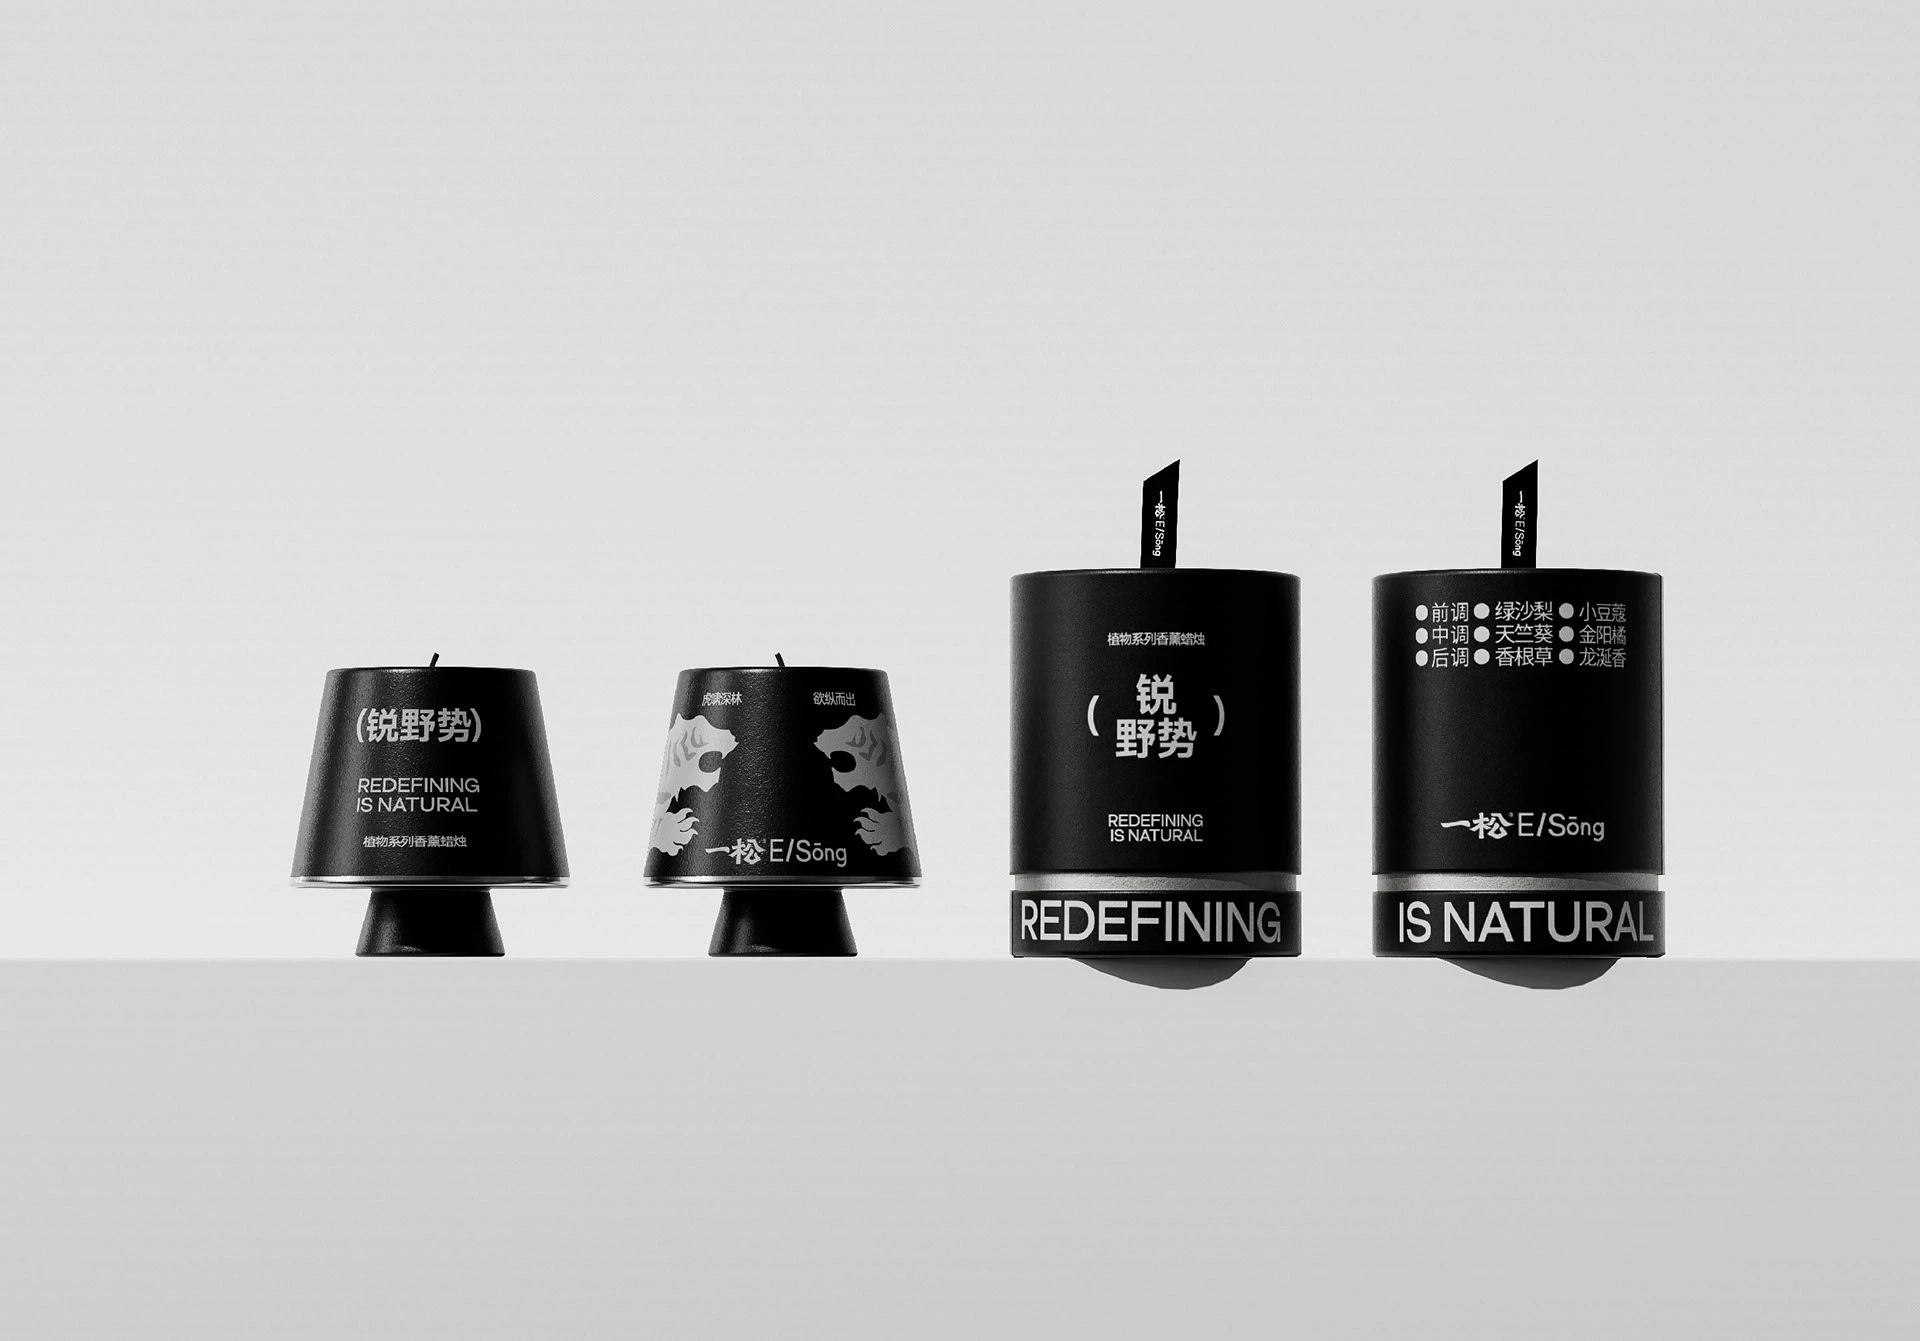 (锐野势)
REDEFINING
IS NATURAL
植物系列香薰蜡烛
虎啸深林
欲纵而出
一松® E/Sōng
一松® E/Sōng
植物系列香薰蜡烛
(锐
野势)
REDEFINING
IS NATURAL
REDEFINING
一松® E/Sōng
●前调●绿沙梨●小豆蔻
●中调●天竺葵●金阳橘
●后调●香根草●龙涎香
一松® E/Sōng
IS NATURAL